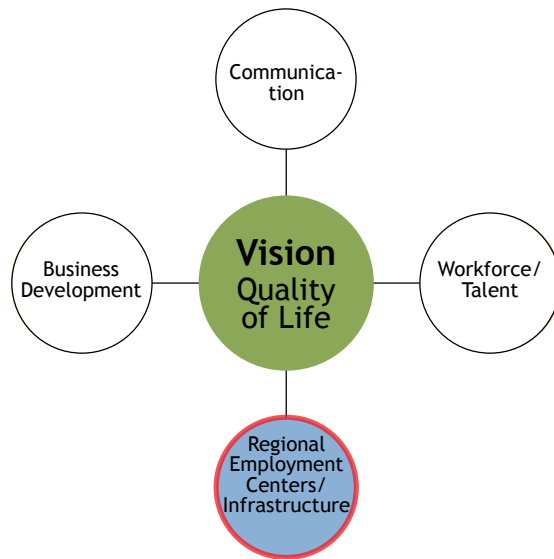 Communica-
tion
Business
Development
Vision
Quality
of Life
Workforce/
Talent
Regional
Employment
Centers/
Infrastructure